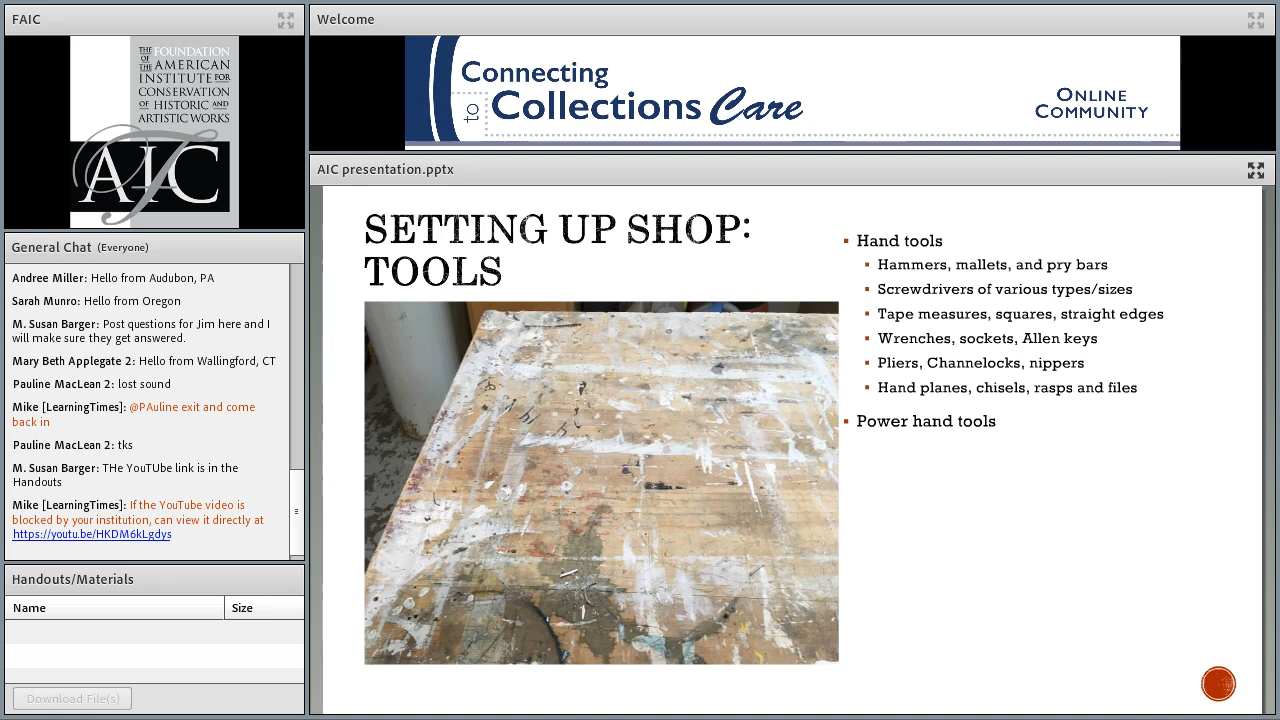 FAIC
THE FOUNDATION
OF THE AMERICAN
INSTITUTE FOR
CONSERVATION
OF HISTORIC AND
ARTISTIC WORKS
FAIC
General Chat (Everyone)
Andree Miller: Hello from Audubon, PA
Sarah Munro: Hello from Oregon
M. Susan Barger: Post questions for Jim here and I
will make sure they get answered.
Mary Beth Applegate 2: Hello from Wallingford, CT
Pauline MacLean 2: lost sound
Mike [LearningTimes]: @PAuline exit and come
back in
Pauline MacLean 2: tks
M. Susan Barger: THe YouTUbe link is in the
Handouts
Mike [LearningTimes]: If the YouTube video is
blocked by your institution, can view it directly at
https://youtu.be/HKDM6kLgdys
Handouts/Materials
Name Size
Download File(s)
Welcome
Connecting
to Collections Care
ONLINE
COMMUNITY
AIC presentation.pptx
SETTING UP SHOP:
TOOLS
Hand tools
Hammers, mallets, and pry bars
Screwdrivers of various types/sizes
Tape measures, squares, straight edges
Wrenches, sockets, Allen keys
Pliers, Channelocks, nippers
Hand planes, chisels, rasps and files
Power hand tools